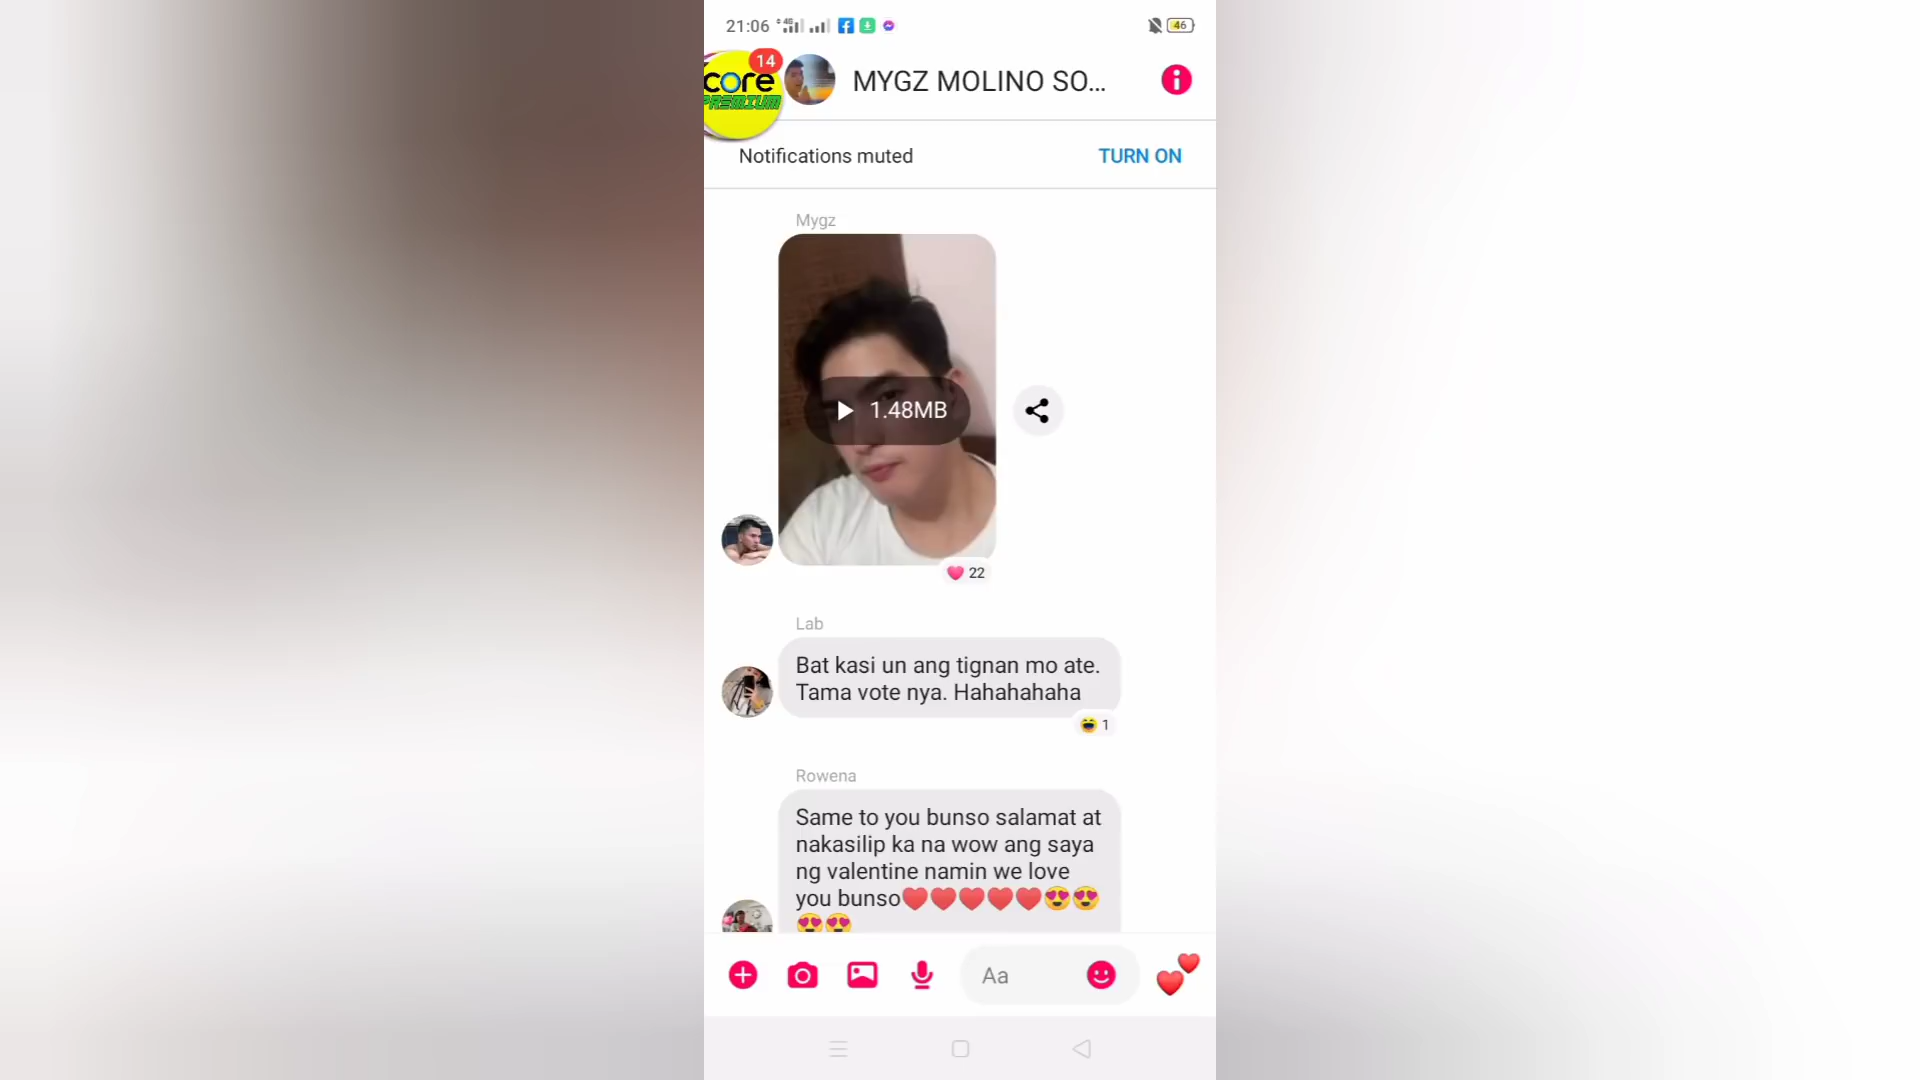 21:06
4G
46
14
core
PREMIUM
MYGZ MOLINO SO...
Notifications muted
TURN ON
Mygz
1.48MB
22
Lab
Bat kasi un ang tignan mo ate.
Tama vote nya. Hahahahaha
1
Rowena
Same to you bunso salamat at
nakasilip ka na wow ang saya
ng valentine namin we love
you bunso❤❤❤❤❤😍😍
😍😍
Aa